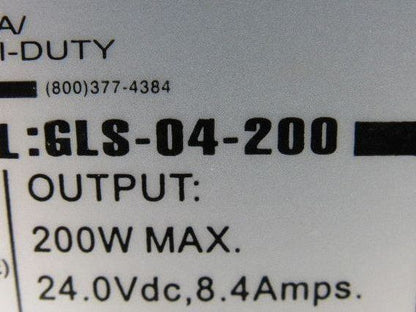 A/
I-DUTY
(800)377-4384
L:GLS-04-200
OUTPUT:
200W MAX.
24.0Vdc,8.4Amps.